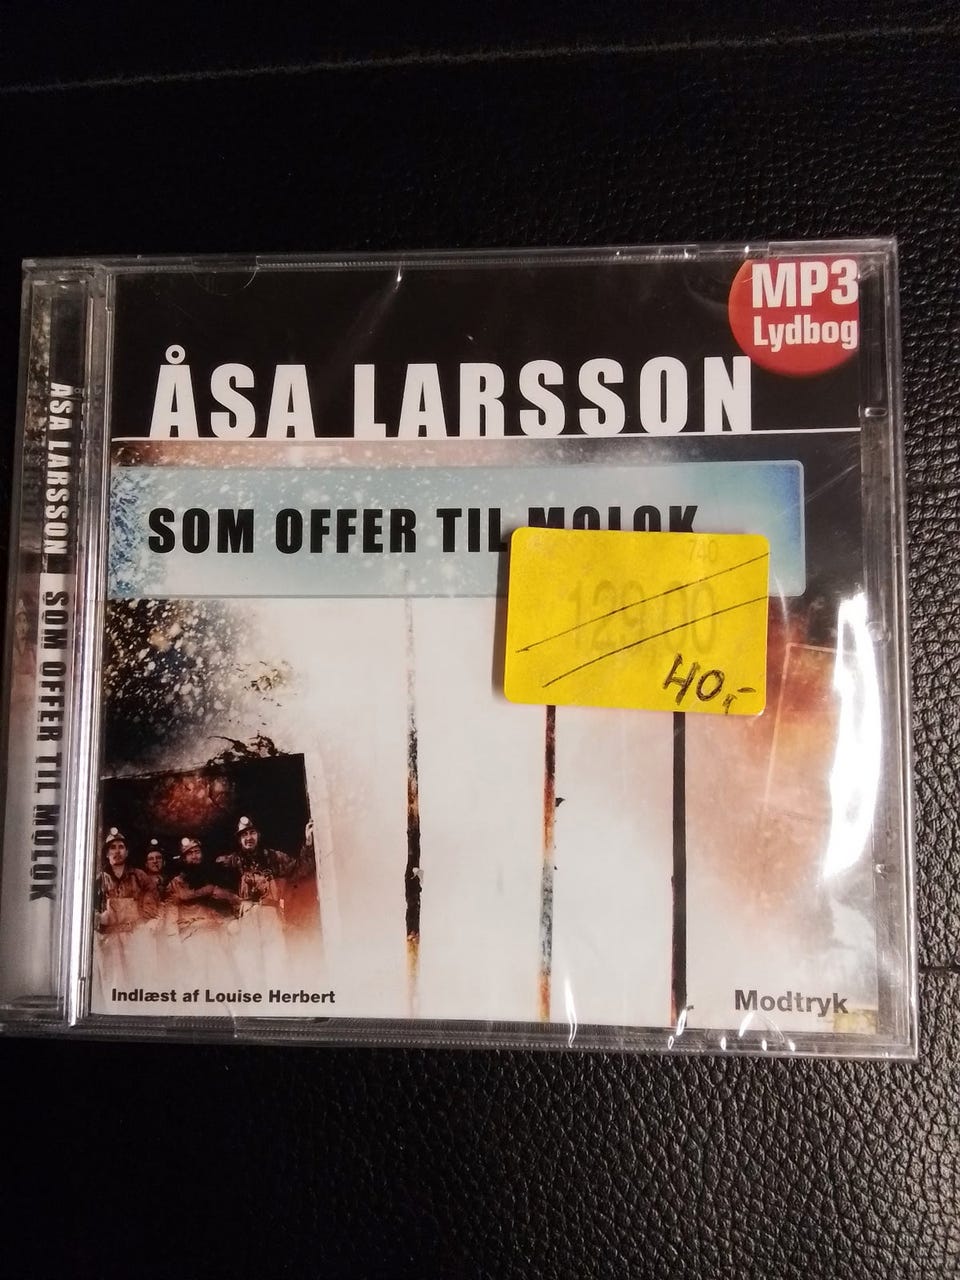 MP3
Lydbog
ÅSA LARSSON
SOM OFFER TIL MOLOK
740
129,00
40,-
Indlæst af Louise Herbert
Modtryk
ÅSA LARSSON SOM OFFER TIL MOLOK